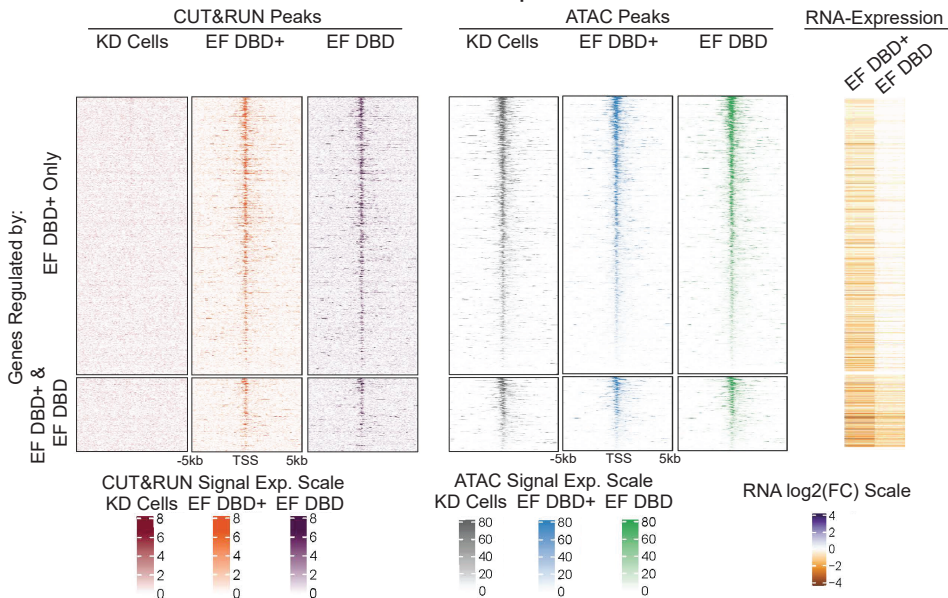 CUT&RUN Peaks
ATAC Peaks
RNA-Expression
KD Cells EF DBD+ EF DBD
KD Cells EF DBD+ EF DBD
EF DBD+
EF DBD
Genes Regulated by:
EF DBD+ Only
EF DBD+ &
EF DBD
-5kb TSS 5kb
-5kb TSS 5kb
CUT&RUN Signal Exp. Scale
KD Cells EF DBD+ EF DBD
8 8 8
6 6 6
4 4 4
2 2 2
0 0 0
ATAC Signal Exp. Scale
KD Cells EF DBD+ EF DBD
80 80 80
60 60 60
40 40 40
20 20 20
0 0 0
RNA log2(FC) Scale
4
2
0
−2
−4